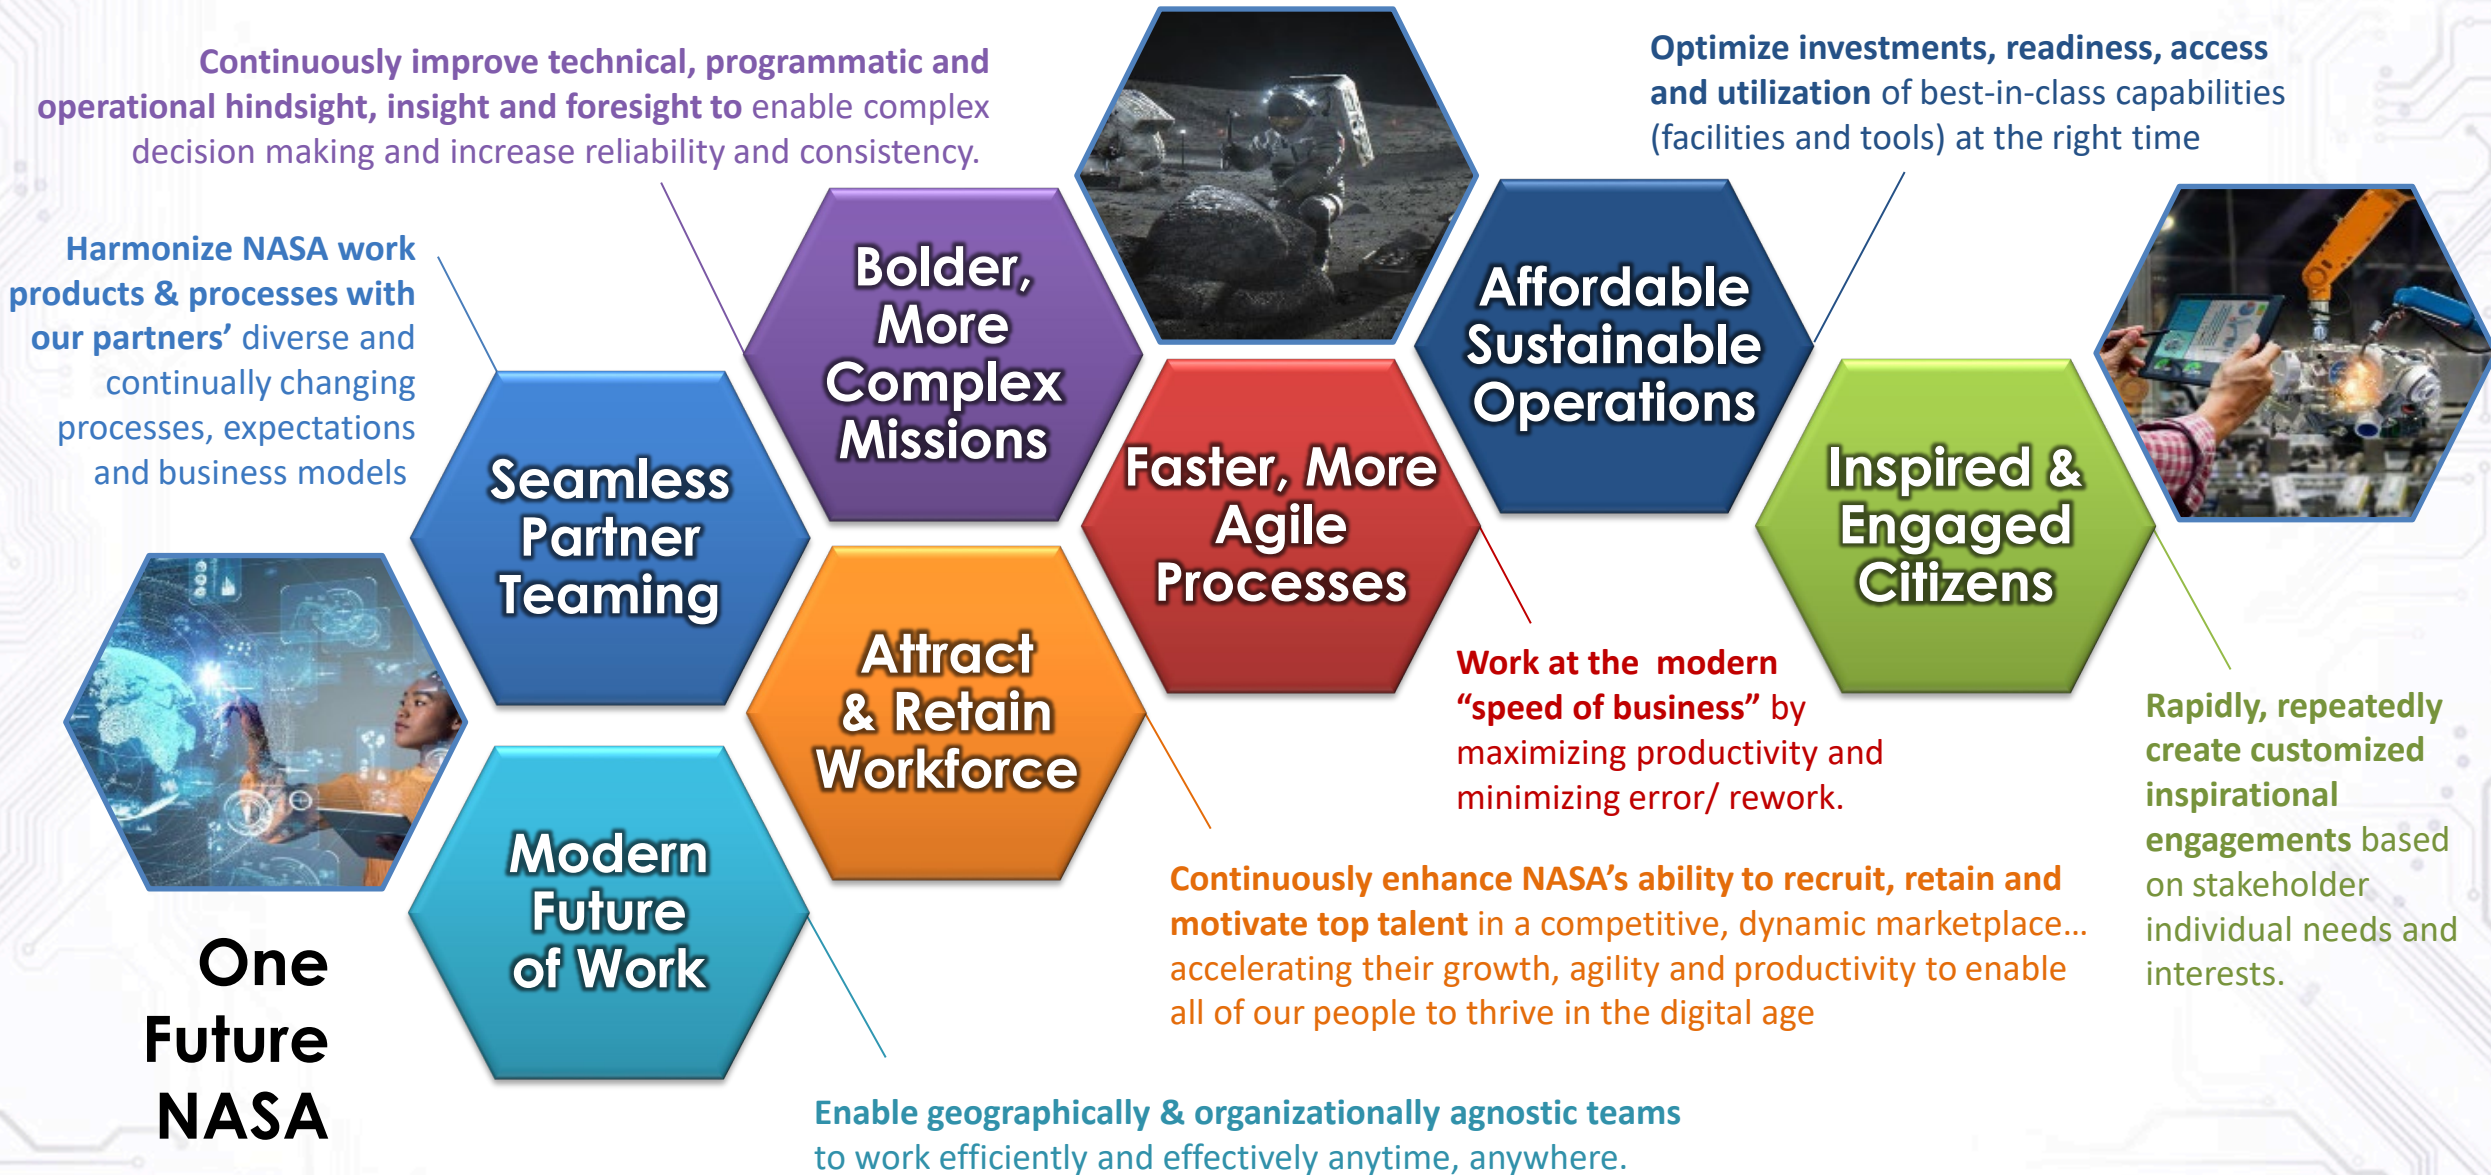 Continuously improve technical, programmatic and
operational hindsight, insight and foresight to enable complex
decision making and increase reliability and consistency.
Optimize investments, readiness, access
and utilization of best-in-class capabilities
(facilities and tools) at the right time
Harmonize NASA work
products & processes with
our partners’ diverse and
continually changing
processes, expectations
and business models
Bolder,
More
Complex
Missions
Affordable
Sustainable
Operations
Seamless
Partner
Teaming
Faster, More
Agile
Processes
Inspired &
Engaged
Citizens
Attract
& Retain
Workforce
Work at the  modern
“speed of business” by
maximizing productivity and
minimizing error/ rework.
Rapidly, repeatedly
create customized
inspirational
engagements based
on stakeholder
individual needs and
interests.
Modern
Future
of Work
Continuously enhance NASA’s ability to recruit, retain and
motivate top talent in a competitive, dynamic marketplace…
accelerating their growth, agility and productivity to enable
all of our people to thrive in the digital age
One
Future
NASA
Enable geographically & organizationally agnostic teams
to work efficiently and effectively anytime, anywhere.